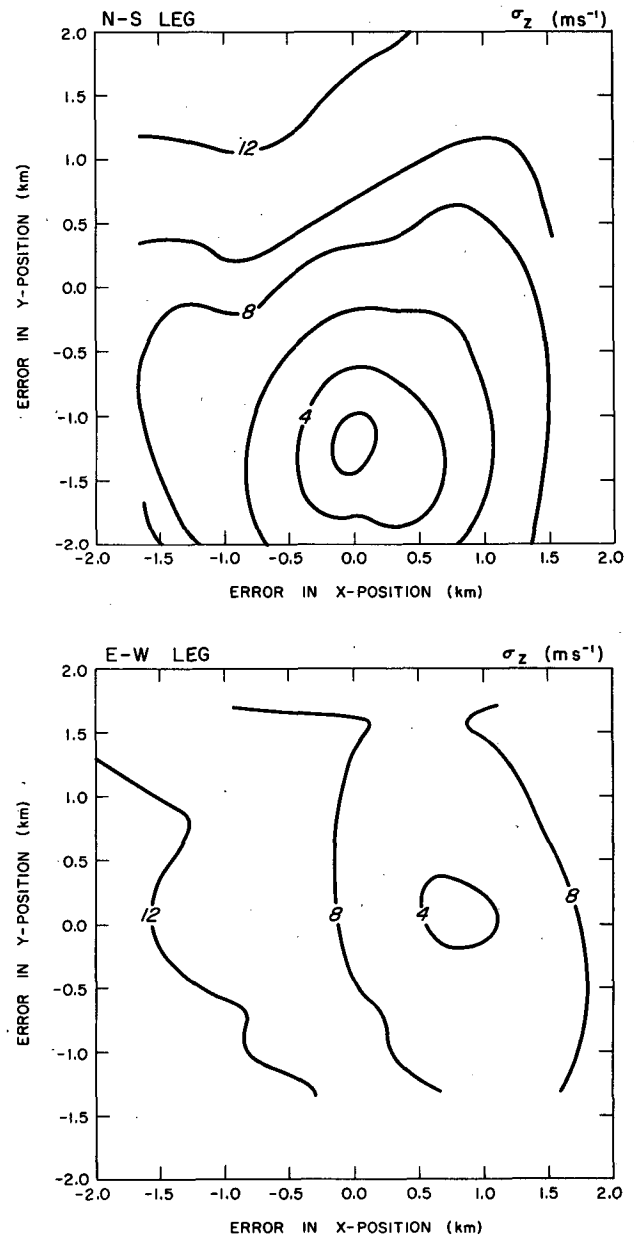 N-S LEG
σz (ms⁻¹)
2.0
1.5
1.0
0.5
0.0
-0.5
-1.0
-1.5
-2.0
ERROR IN Y-POSITION (km)
12
8
4
-2.0 -1.5 -1.0 -0.5 0.0 0.5 1.0 1.5 2.0
ERROR IN X-POSITION (km)
E-W LEG
σz (ms⁻¹)
2.0
1.5
1.0
0.5
0.0
-0.5
-1.0
-1.5
-2.0
ERROR IN Y-POSITION (km)
12
8
4
8
-2.0 -1.5 -1.0 -0.5 0.0 0.5 1.0 1.5 2.0
ERROR IN X-POSITION (km)